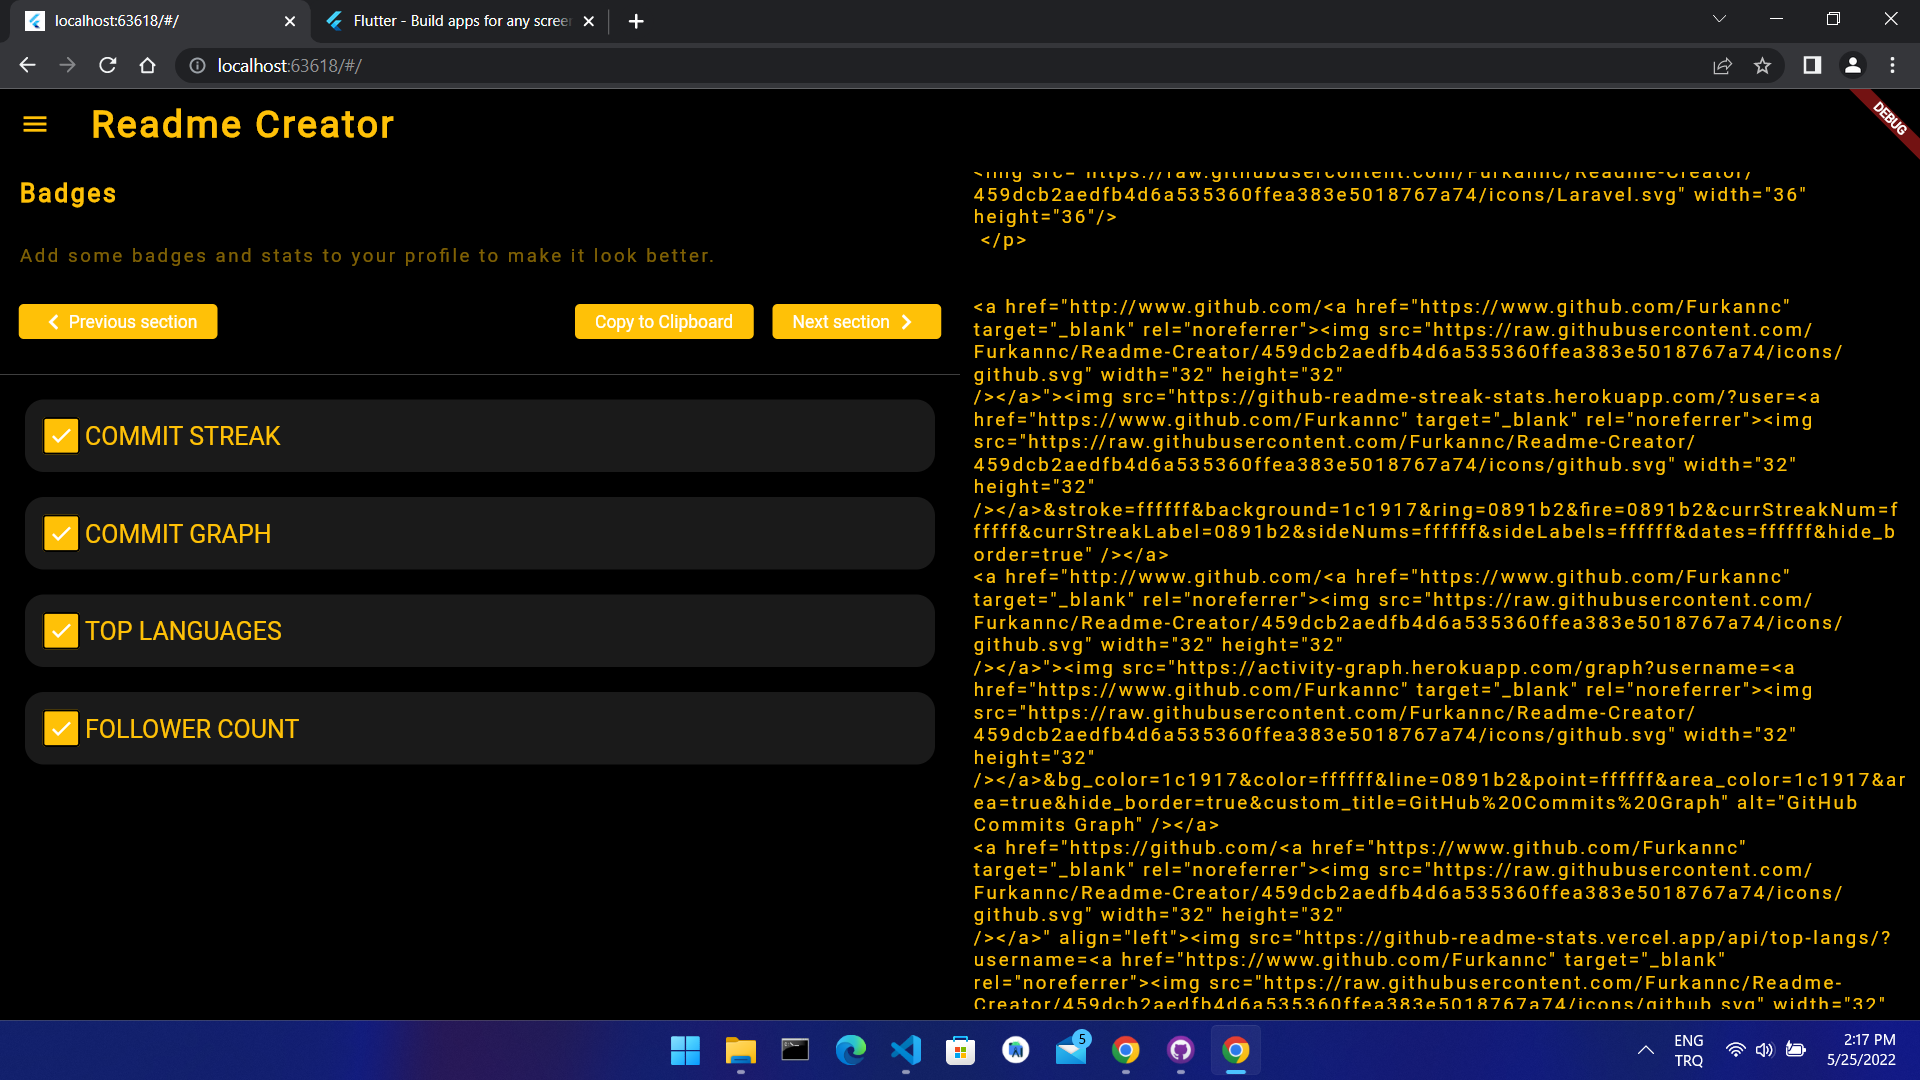 localhost:63618/#/
Flutter - Build apps for any screen
localhost:63618/#/
Readme Creator
DEBUG
Badges
Add some badges and stats to your profile to make it look better.
Previous section
Copy to Clipboard
Next section
COMMIT STREAK
COMMIT GRAPH
TOP LANGUAGES
FOLLOWER COUNT
<img src="https://raw.githubusercontent.com/Furkannc/Readme-Creator/
459dcb2aedfb4d6a535360ffea383e5018767a74/icons/Laravel.svg" width="36"
height="36"/>
</p>
<a href="http://www.github.com/<a href="https://www.github.com/Furkannc"
target="_blank" rel="noreferrer"><img src="https://raw.githubusercontent.com/
Furkannc/Readme-Creator/459dcb2aedfb4d6a535360ffea383e5018767a74/icons/
github.svg" width="32" height="32"
/></a>"><img src="https://github-readme-streak-stats.herokuapp.com/?user=<a
href="https://www.github.com/Furkannc" target="_blank" rel="noreferrer"><img
src="https://raw.githubusercontent.com/Furkannc/Readme-Creator/
459dcb2aedfb4d6a535360ffea383e5018767a74/icons/github.svg" width="32"
height="32"
/></a>&stroke=ffffff&background=1c1917&ring=0891b2&fire=0891b2&currStreakNum=f
fffff&currStreakLabel=0891b2&sideNums=ffffff&sideLabels=ffffff&dates=ffffff&hide_b
order=true" /></a>
<a href="http://www.github.com/<a href="https://www.github.com/Furkannc"
target="_blank" rel="noreferrer"><img src="https://raw.githubusercontent.com/
Furkannc/Readme-Creator/459dcb2aedfb4d6a535360ffea383e5018767a74/icons/
github.svg" width="32" height="32"
/></a>"><img src="https://activity-graph.herokuapp.com/graph?username=<a
href="https://www.github.com/Furkannc" target="_blank" rel="noreferrer"><img
src="https://raw.githubusercontent.com/Furkannc/Readme-Creator/
459dcb2aedfb4d6a535360ffea383e5018767a74/icons/github.svg" width="32"
height="32"
/></a>&bg_color=1c1917&color=ffffff&line=0891b2&point=ffffff&area_color=1c1917&ar
ea=true&hide_border=true&custom_title=GitHub%20Commits%20Graph" alt="GitHub
Commits Graph" /></a>
<a href="https://github.com/<a href="https://www.github.com/Furkannc"
target="_blank" rel="noreferrer"><img src="https://raw.githubusercontent.com/
Furkannc/Readme-Creator/459dcb2aedfb4d6a535360ffea383e5018767a74/icons/
github.svg" width="32" height="32"
/></a>" align="left"><img src="https://github-readme-stats.vercel.app/api/top-langs/?
username=<a href="https://www.github.com/Furkannc" target="_blank"
rel="noreferrer"><img src="https://raw.githubusercontent.com/Furkannc/Readme-
Creator/459dcb2aedfb4d6a535360ffea383e5018767a74/icons/github.svg" width="32"
5
ENG
TRQ
2:17 PM
5/25/2022